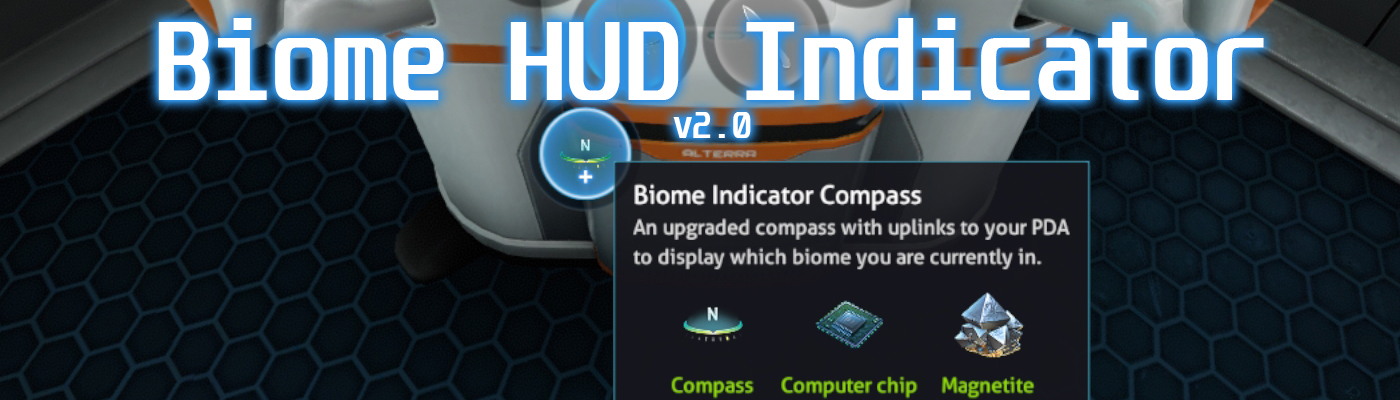 Biome HUD Indicator
v2.0
N
+
ALTERRA
Biome Indicator Compass
An upgraded compass with uplinks to your PDA
to display which biome you are currently in.
N
Compass Computer chip Magnetite